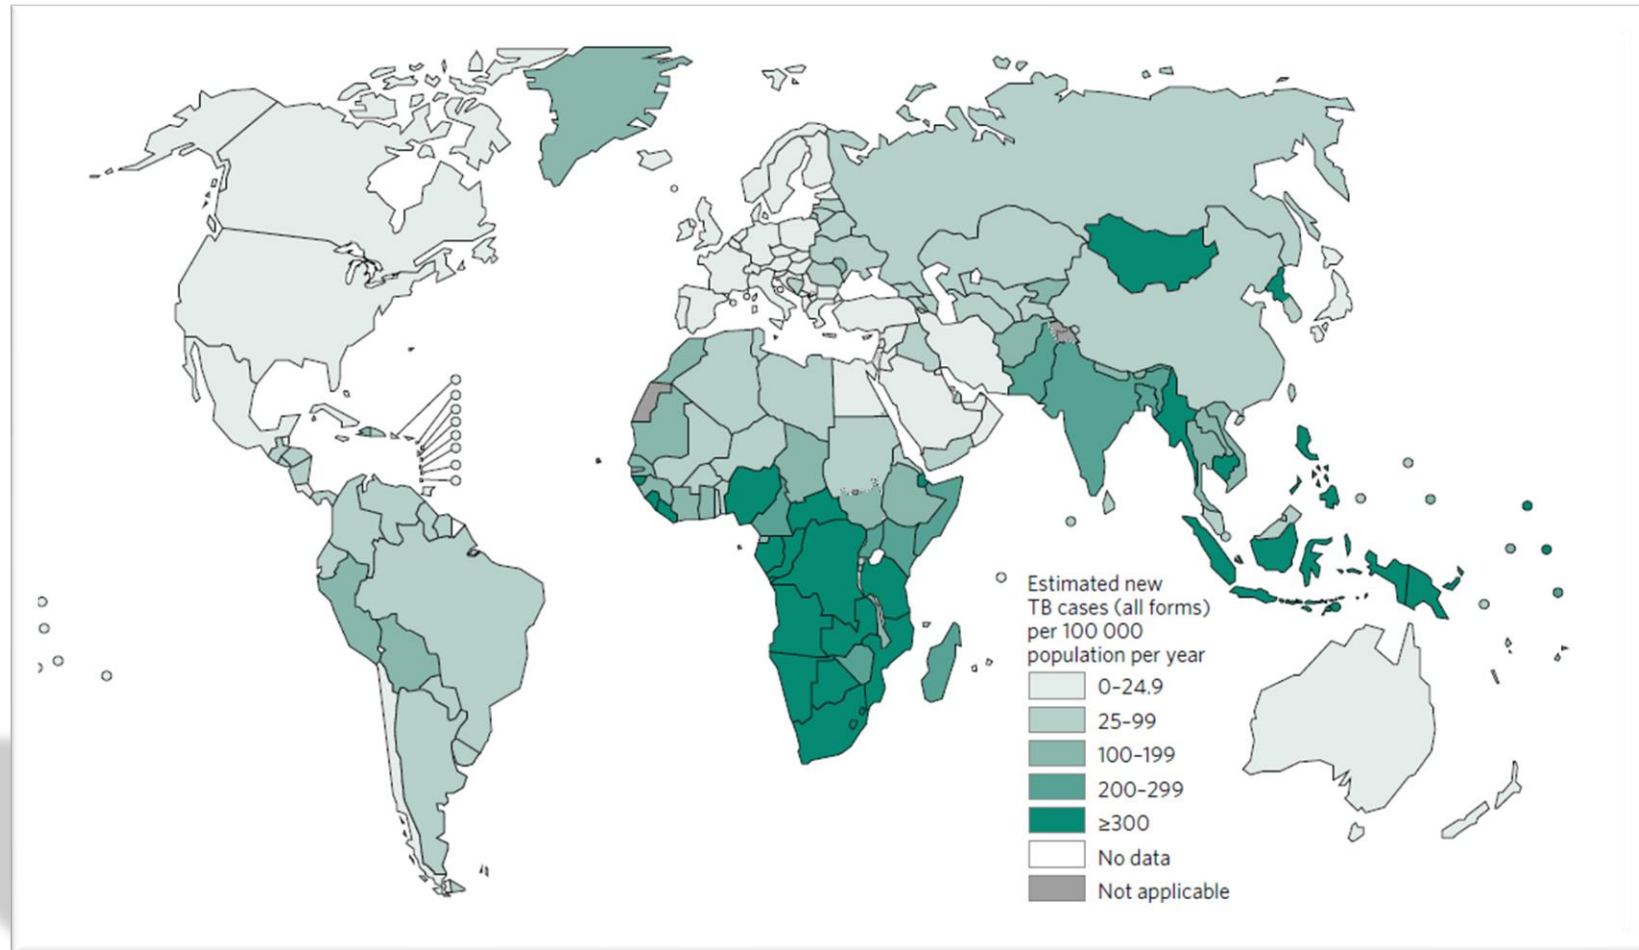 Estimated new
TB cases (all forms)
per 100 000
population per year
0–24.9
25–99
100–199
200–299
≥300
No data
Not applicable